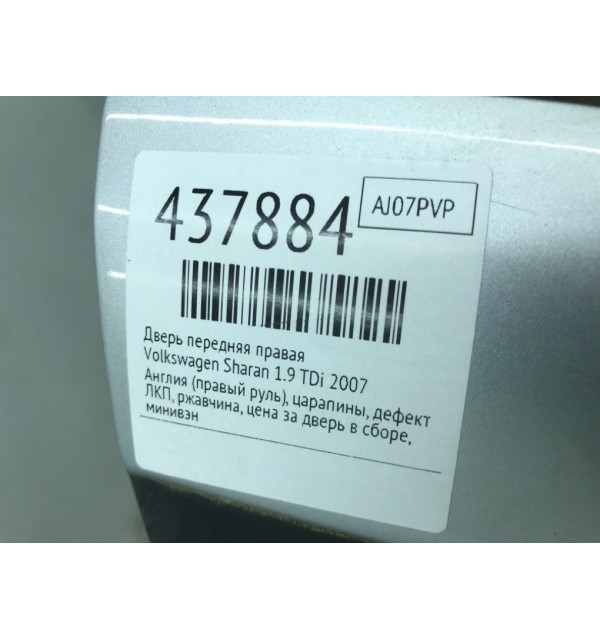 437884
AJ07PVP
Дверь передняя правая
Volkswagen Sharan 1.9 TDi 2007
Англия (правый руль), царапины, дефект
ЛКП, ржавчина, цена за дверь в сборе,
минивэн